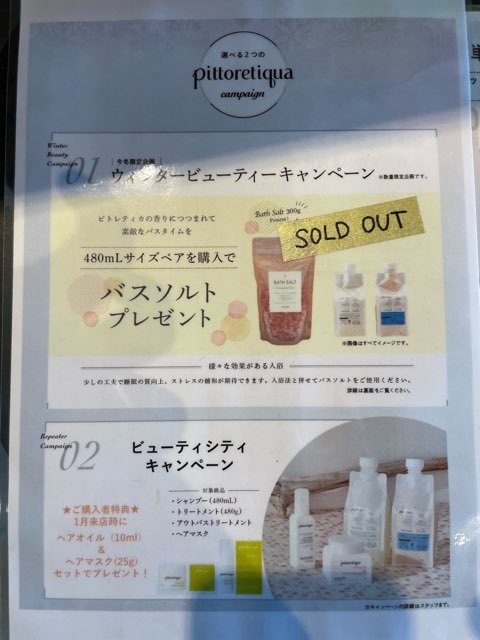 選べる2つの
pittoretiqua
campaign
Winter
Beauty
Campaign
01
今冬限定企画
ウィンタービューティーキャンペーン
※数量限定企画です。
ピトレティカの香りにつつまれて
素敵なバスタイムを
480mLサイズペアを購入で
バスソルト
プレゼント
Bath Salt 300g
Present!
SOLD OUT
BATH SALT
※画像はすべてイメージです。
様々な効果がある入浴
少しの工夫で睡眠の質向上、ストレスの緩和が期待できます。入浴法と併せてバスソルトをご使用ください。
詳細は裏面をご覧ください。
Repeater
Campaign
02
ビューティシティ
キャンペーン
対象商品
・シャンプー(480mL)
・トリートメント(480g)
・アウトバストリートメント
・ヘアマスク
★ご購入者特典★
1月来店時に
ヘアオイル(10ml)
&
ヘアマスク(25g)
セットでプレゼント!
pittoretiqua
※キャンペーンの詳細はスタッフまで。